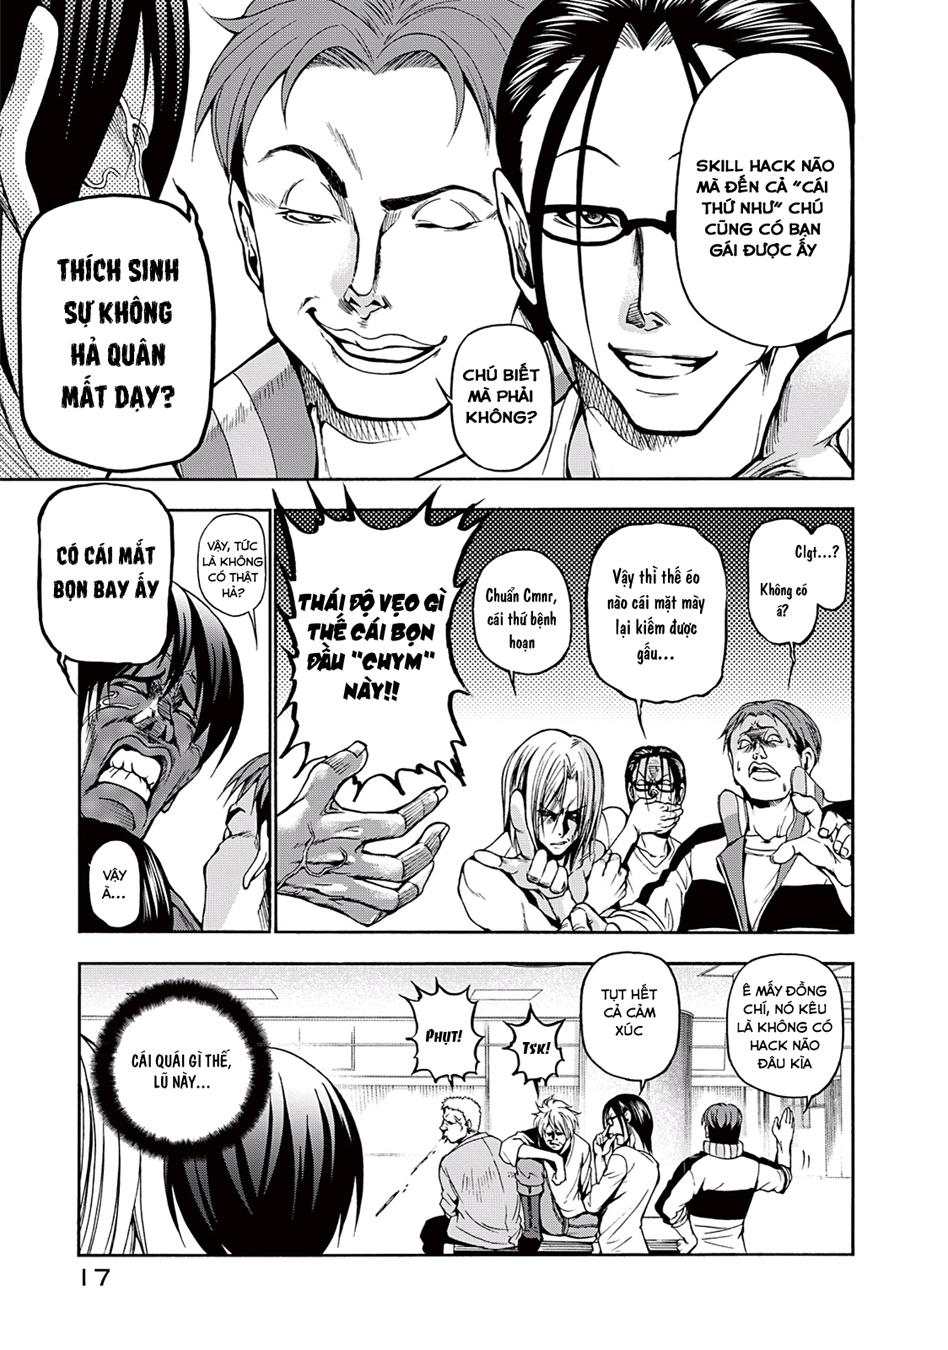 SKILL HACK NÃO
MÀ ĐẾN CẢ "CÁI
THỨ NHƯ" CHÚ
CŨNG CÓ BẠN
GÁI ĐƯỢC ẤY
CHÚ BIẾT
MÀ PHẢI
KHÔNG?
THÍCH SINH
SỰ KHÔNG
HẢ QUÂN
MẤT DẠY?
Clgt...?
Không có
á?
Vậy thì thế éo
nào cái mặt mày
lại kiếm được
gấu...
Chuẩn Cmnr,
cái thứ bệnh
hoạn
THÁI ĐỘ VẸO GÌ
THẾ CÁI BỌN
ĐẦU "CHYM"
NÀY!!
VẬY, TỨC
LÀ KHÔNG
CÓ THẬT
HẢ?
CÓ CÁI MẮT
BỌN BAY ẤY
VẬY
À...
Ê MẤY ĐỒNG
CHÍ, NÓ KÊU
LÀ KHÔNG CÓ
HACK NÃO
ĐÂU KÌA
TỤT HẾT
CẢ CẢM
XÚC
TSK!
PHỤT!
CÁI QUÁI GÌ THẾ,
LŨ NÀY...
17